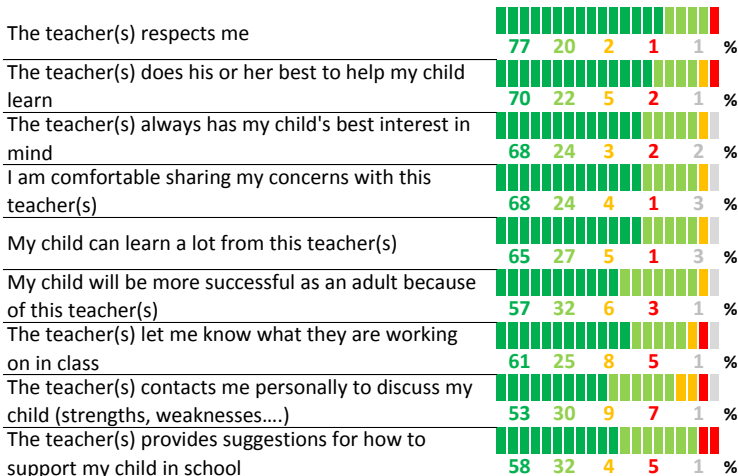 The teacher(s) respects me
77 20 2 1 1 %
The teacher(s) does his or her best to help my child
learn
70 22 5 2 1 %
The teacher(s) always has my child's best interest in
mind
68 24 3 2 2 %
I am comfortable sharing my concerns with this
teacher(s)
68 24 4 1 3 %
My child can learn a lot from this teacher(s)
65 27 5 1 3 %
My child will be more successful as an adult because
of this teacher(s)
57 32 6 3 1 %
The teacher(s) let me know what they are working
on in class
61 25 8 5 1 %
The teacher(s) contacts me personally to discuss my
child (strengths, weaknesses....)
53 30 9 7 1 %
The teacher(s) provides suggestions for how to
support my child in school
58 32 4 5 1 %